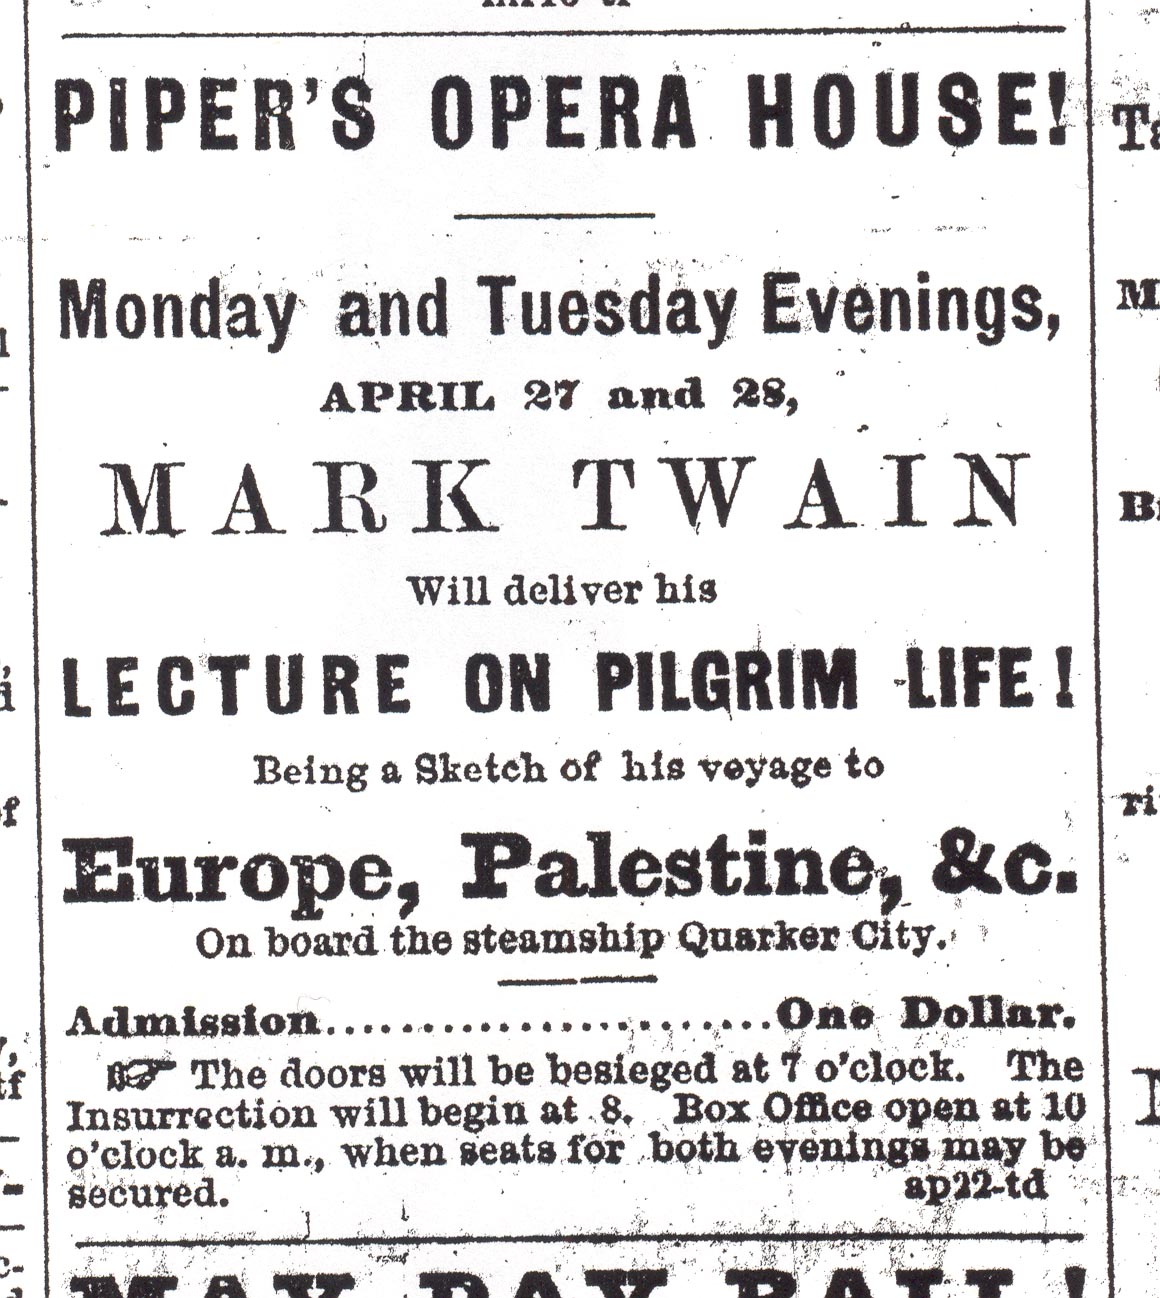 PIPER'S OPERA HOUSE!
Monday and Tuesday Evenings,
APRIL 27 and 28,
MARK TWAIN
Will deliver his
LECTURE ON PILGRIM LIFE!
Being a Sketch of his voyage to
Europe, Palestine, &c.
On board the steamship Quarker City.
Admission........................One Dollar.
☞ The doors will be besieged at 7 o'clock. The
Insurrection will begin at 8. Box Office open at 10
o'clock a. m., when seats for both evenings may be
secured. ap22-td
MAY DAY BALL!